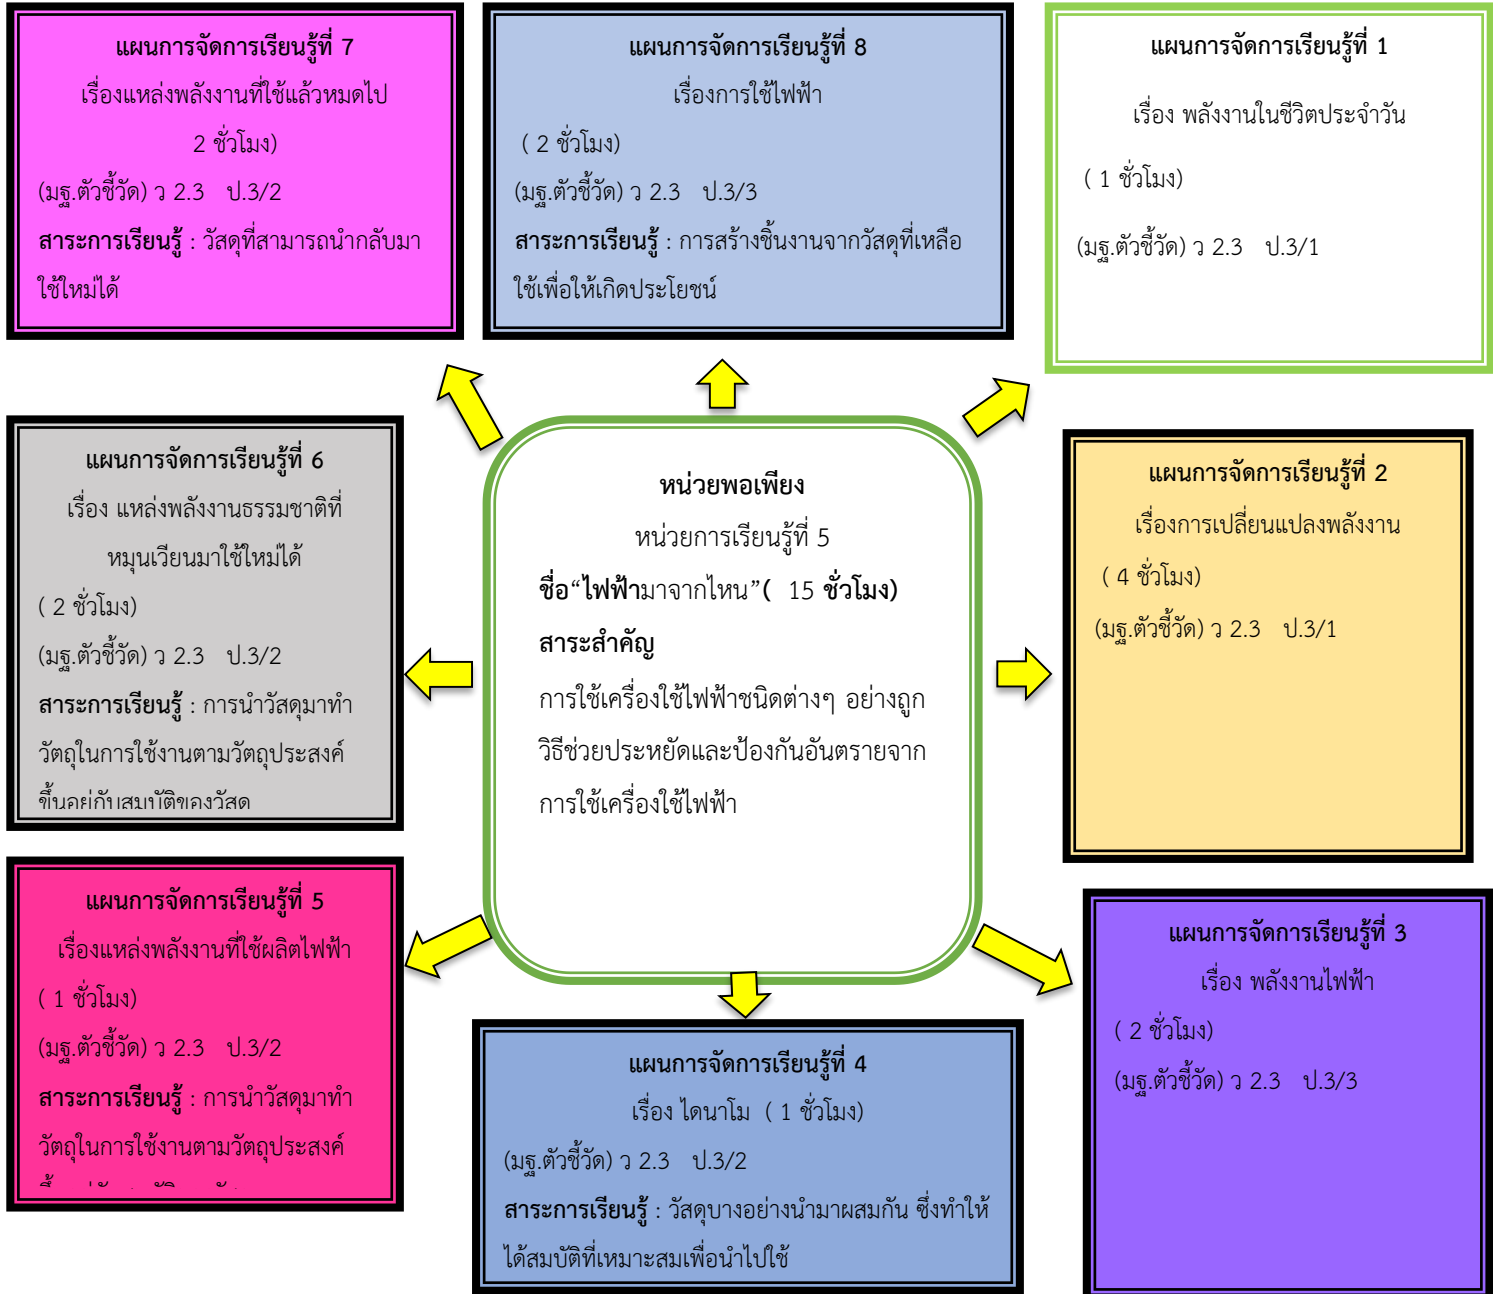 แผนการจัดการเรียนรู้ที่ 7
เรื่องแหล่งพลังงานที่ใช้แล้วหมดไป
2 ชั่วโมง)
(มฐ.ตัวชี้วัด) ว 2.3 ป.3/2
สาระการเรียนรู้ : วัสดุที่สามารถนำกลับมา
ใช้ใหม่ได้
แผนการจัดการเรียนรู้ที่ 8
เรื่องการใช้ไฟฟ้า
( 2 ชั่วโมง)
(มฐ.ตัวชี้วัด) ว 2.3 ป.3/3
สาระการเรียนรู้ : การสร้างชิ้นงานจากวัสดุที่เหลือ
ใช้เพื่อให้เกิดประโยชน์
แผนการจัดการเรียนรู้ที่ 1
เรื่อง พลังงานในชีวิตประจำวัน
( 1 ชั่วโมง)
(มฐ.ตัวชี้วัด) ว 2.3 ป.3/1
แผนการจัดการเรียนรู้ที่ 6
เรื่อง แหล่งพลังงานธรรมชาติที่
หมุนเวียนมาใช้ใหม่ได้
( 2 ชั่วโมง)
(มฐ.ตัวชี้วัด) ว 2.3 ป.3/2
สาระการเรียนรู้ : การนำวัสดุมาทำ
วัตถุในการใช้งานตามวัตถุประสงค์
ขึ้นอยู่กับสมบัติของวัสดุ
หน่วยพอเพียง
หน่วยการเรียนรู้ที่ 5
ชื่อ“ไฟฟ้ามาจากไหน”( 15 ชั่วโมง)
สาระสำคัญ
การใช้เครื่องใช้ไฟฟ้าชนิดต่างๆ อย่างถูก
วิธีช่วยประหยัดและป้องกันอันตรายจาก
การใช้เครื่องใช้ไฟฟ้า
แผนการจัดการเรียนรู้ที่ 2
เรื่องการเปลี่ยนแปลงพลังงาน
( 4 ชั่วโมง)
(มฐ.ตัวชี้วัด) ว 2.3 ป.3/1
แผนการจัดการเรียนรู้ที่ 5
เรื่องแหล่งพลังงานที่ใช้ผลิตไฟฟ้า
( 1 ชั่วโมง)
(มฐ.ตัวชี้วัด) ว 2.3 ป.3/2
สาระการเรียนรู้ : การนำวัสดุมาทำ
วัตถุในการใช้งานตามวัตถุประสงค์
แผนการจัดการเรียนรู้ที่ 4
เรื่อง ไดนาโม ( 1 ชั่วโมง)
(มฐ.ตัวชี้วัด) ว 2.3 ป.3/2
สาระการเรียนรู้ : วัสดุบางอย่างนำมาผสมกัน ซึ่งทำให้
ได้สมบัติที่เหมาะสมเพื่อนำไปใช้
แผนการจัดการเรียนรู้ที่ 3
เรื่อง พลังงานไฟฟ้า
( 2 ชั่วโมง)
(มฐ.ตัวชี้วัด) ว 2.3 ป.3/3